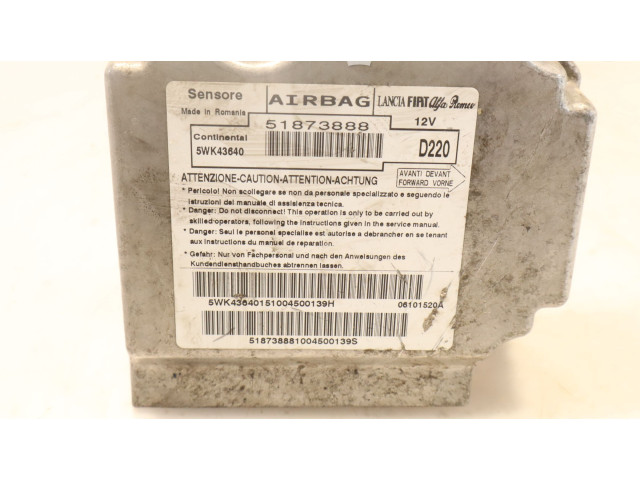 Sensore AIRBAG LANCIA FIAT Alfa Romeo
Made in Romania 51873888 12V
Continental
5WK43640 D220
ATTENZIONE-CAUTION-ATTENTION-ACHTUNG
AVANTI DEVANT
FORWARD VORNE
* Pericolo! Non scollegare se non da personale specializzato e seguendo le
istruzioni del manuale di assistenza tecnica.
* Danger: Do not disconnect! This operation is only to be carried out by
skilled operators, following the instructions given in the service manual.
* Danger: Seul le personel specialise est autorise a debrancher en se tenant
aux instructions du manuel de reparation.
* Gefahr: Nur von Fachpersonal und nach den Anweisungen des
Kundendiensthandbuches abtrennen lassen.
5WK43640151004500139H 06101520A
518738881004500139S